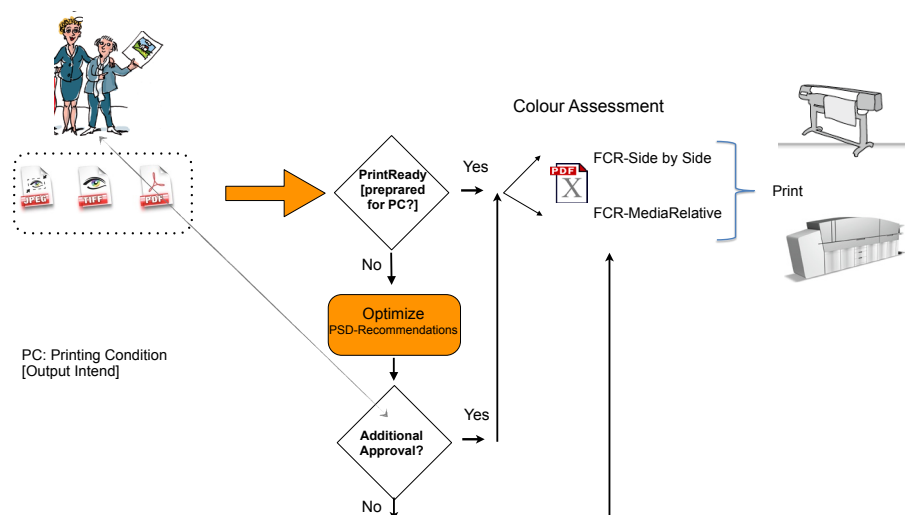 Colour Assessment
PrintReady
[preprared
for PC?]
Yes
PDF
X
FCR-Side by Side
FCR-MediaRelative
Print
JPEG
TIFF
PDF
No
Optimize
PSD-Recommendations
PC: Printing Condition
[Output Intend]
Additional
Approval?
Yes
No